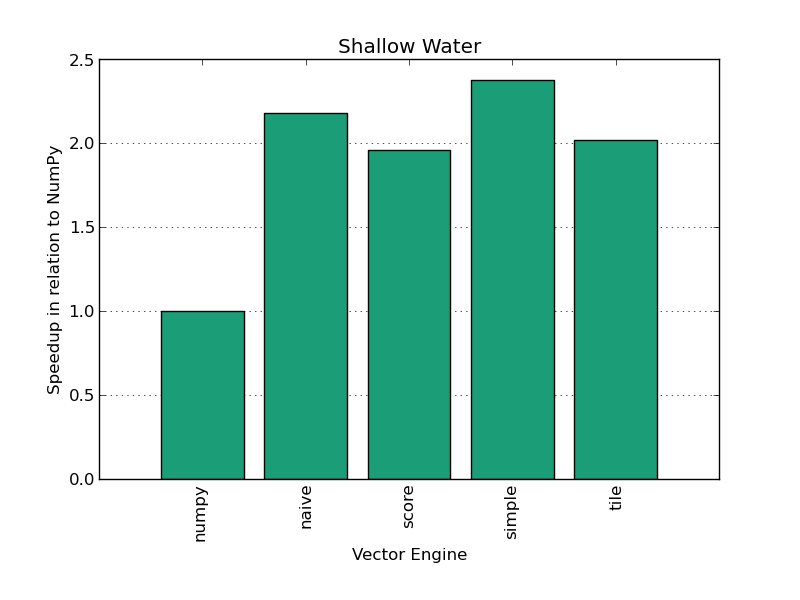 Shallow Water
2.5
2.0
1.5
1.0
0.5
0.0
Speedup in relation to NumPy
numpy
naive
score
simple
tile
Vector Engine